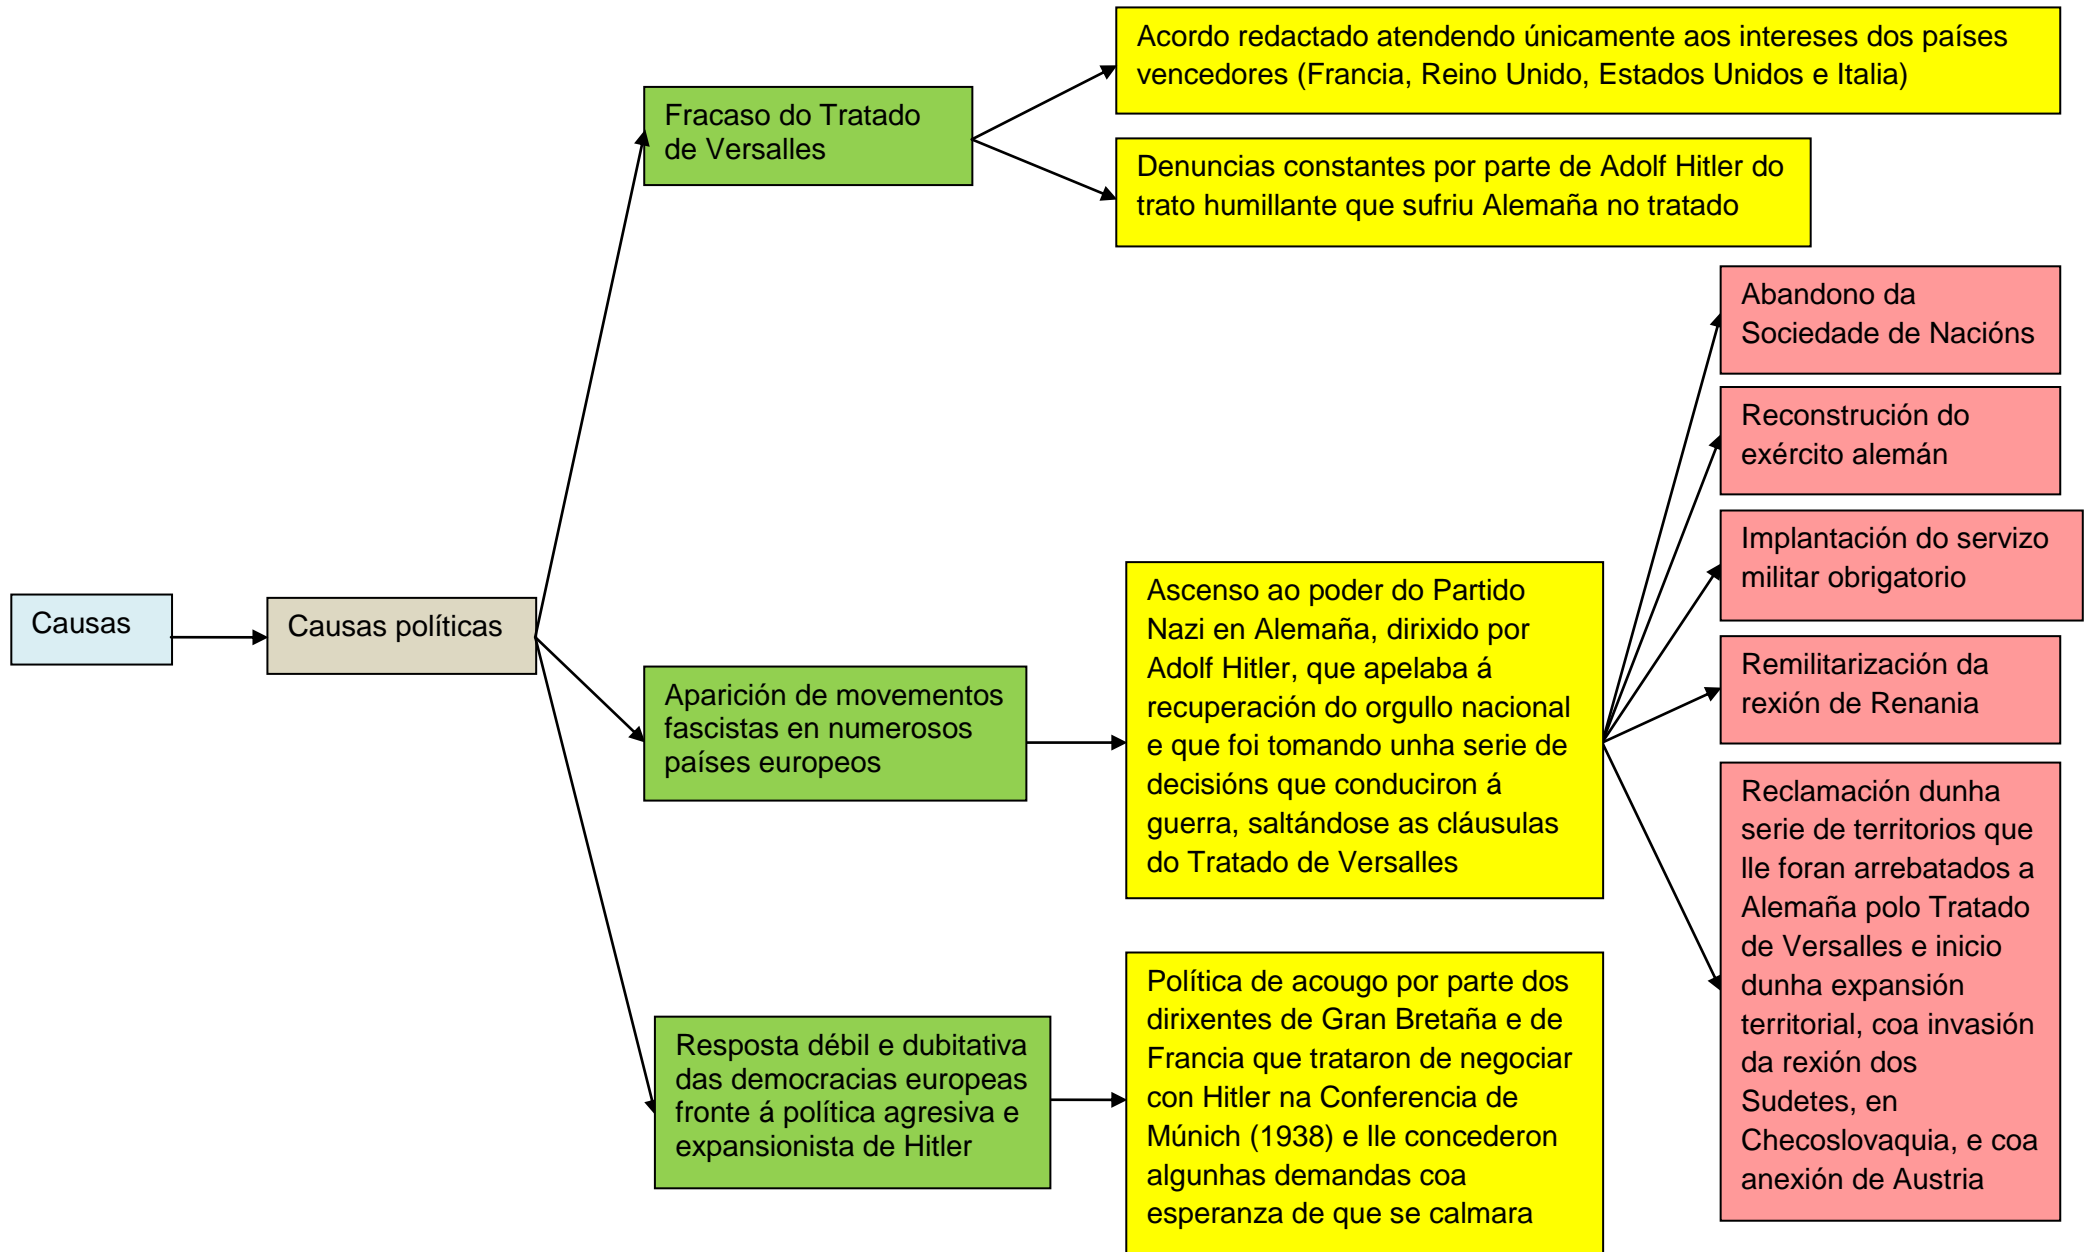 Causas
Causas políticas
Fracaso do Tratado
de Versalles
Acordo redactado atendendo únicamente aos intereses dos países
vencedores (Francia, Reino Unido, Estados Unidos e Italia)
Denuncias constantes por parte de Adolf Hitler do
trato humillante que sufriu Alemaña no tratado
Aparición de movementos
fascistas en numerosos
países europeos
Ascenso ao poder do Partido
Nazi en Alemaña, dirixido por
Adolf Hitler, que apelaba á
recuperación do orgullo nacional
e que foi tomando unha serie de
decisións que conduciron á
guerra, saltándose as cláusulas
do Tratado de Versalles
Abandono da
Sociedade de Nacións
Reconstrución do
exército alemán
Implantación do servizo
militar obrigatorio
Remilitarización da
rexión de Renania
Reclamación dunha
serie de territorios que
lle foran arrebatados a
Alemaña polo Tratado
de Versalles e inicio
dunha expansión
territorial, coa invasión
da rexión dos
Sudetes, en
Checoslovaquia, e coa
anexión de Austria
Resposta débil e dubitativa
das democracias europeas
fronte á política agresiva e
expansionista de Hitler
Política de acougo por parte dos
dirixentes de Gran Bretaña e de
Francia que trataron de negociar
con Hitler na Conferencia de
Múnich (1938) e lle concederon
algunhas demandas coa
esperanza de que se calmara